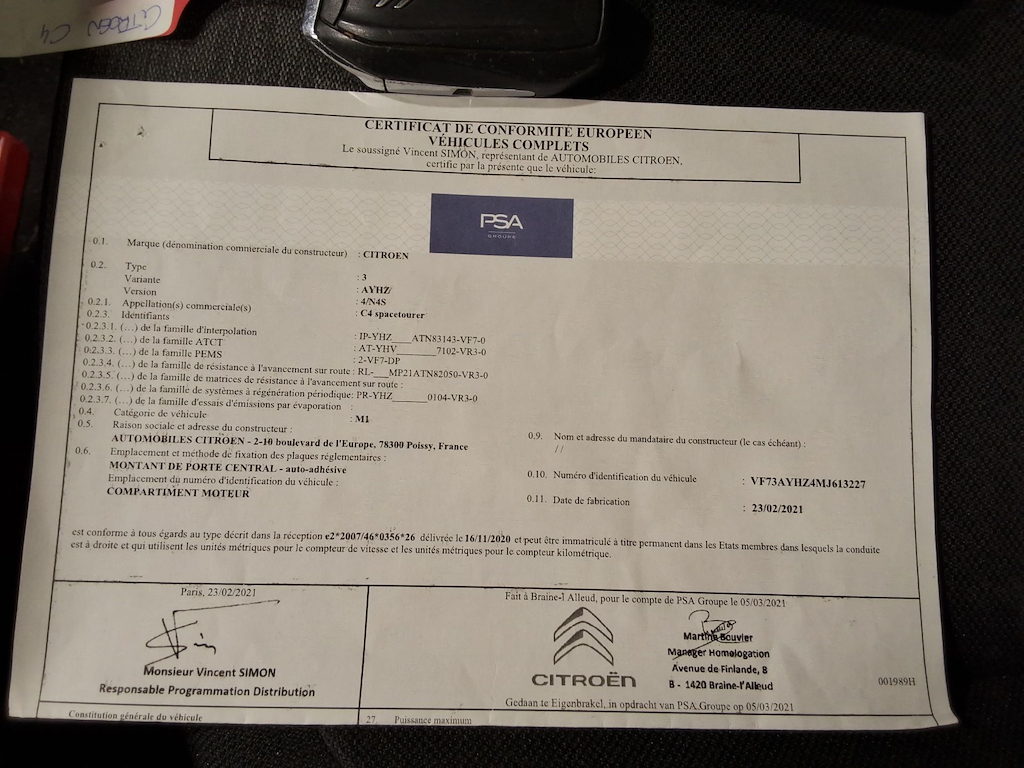 CITROEN C4
CERTIFICAT DE CONFORMITE EUROPEEN
VÉHICULES COMPLETS
Le soussigné Vincent SIMON, représentant de AUTOMOBILES CITROEN,
certifie par la présente que le véhicule:
PSA
GROUPE
0.1. Marque (dénomination commerciale du constructeur) : CITROEN
0.2. Type : 3
Variante : AYHZ/
Version : 4/N4S
0.2.1. Appellation(s) commerciale(s) : C4 spacetourer
0.2.3. Identifiants
0.2.3.1. (…) de la famille d'interpolation : IP-YHZ____ATN83143-VF7-0
0.2.3.2. (…) de la famille ATCT : AT-YHV_______7102-VR3-0
0.2.3.3. (…) de la famille PEMS : 2-VF7-DP
0.2.3.4. (…) de la famille de résistance à l'avancement sur route : RL-___MP21ATN82050-VR3-0
0.2.3.5. (…) de la famille de matrices de résistance à l'avancement sur route :
0.2.3.6. (…) de la famille de systèmes à régénération périodique: PR-YHZ_______0104-VR3-0
0.2.3.7. (…) de la famille d'essais d'émissions par évaporation :
0.4. Catégorie de véhicule : M1
0.5. Raison sociale et adresse du constructeur :
AUTOMOBILES CITROEN - 2-10 boulevard de l'Europe, 78300 Poissy, France
0.6. Emplacement et méthode de fixation des plaques réglementaires :
MONTANT DE PORTE CENTRAL - auto-adhésive
Emplacement du numéro d'identification du véhicule :
COMPARTIMENT MOTEUR
0.9. Nom et adresse du mandataire du constructeur (le cas échéant) :
//
0.10. Numéro d'identification du véhicule : VF73AYHZ4MJ613227
0.11. Date de fabrication : 23/02/2021
est conforme à tous égards au type décrit dans la réception e2*2007/46*0356*26 délivrée le 16/11/2020 et peut être immatriculé à titre permanent dans les Etats membres dans lesquels la conduite
est à droite et qui utilisent les unités métriques pour le compteur de vitesse et les unités métriques pour le compteur kilométrique.
Paris, 23/02/2021
Monsieur Vincent SIMON
Responsable Programmation Distribution
Fait à Braine-l Alleud, pour le compte de PSA Groupe le 05/03/2021
CITROËN
Martine Bouvier
Manager Homologation
Avenue de Finlande, 8
B - 1420 Braine-l'Alleud
001989H
Gedaan te Eigenbrakel, in opdracht van PSA Groupe op 05/03/2021
Constitution générale du véhicule
27. Puissance maximum